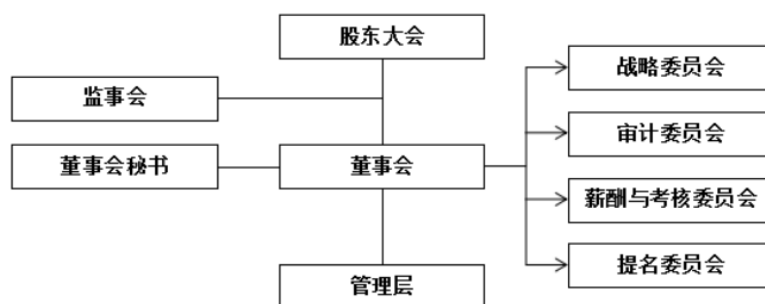 股东大会
战略委员会
监事会
审计委员会
董事会秘书
董事会
薪酬与考核委员会
提名委员会
管理层